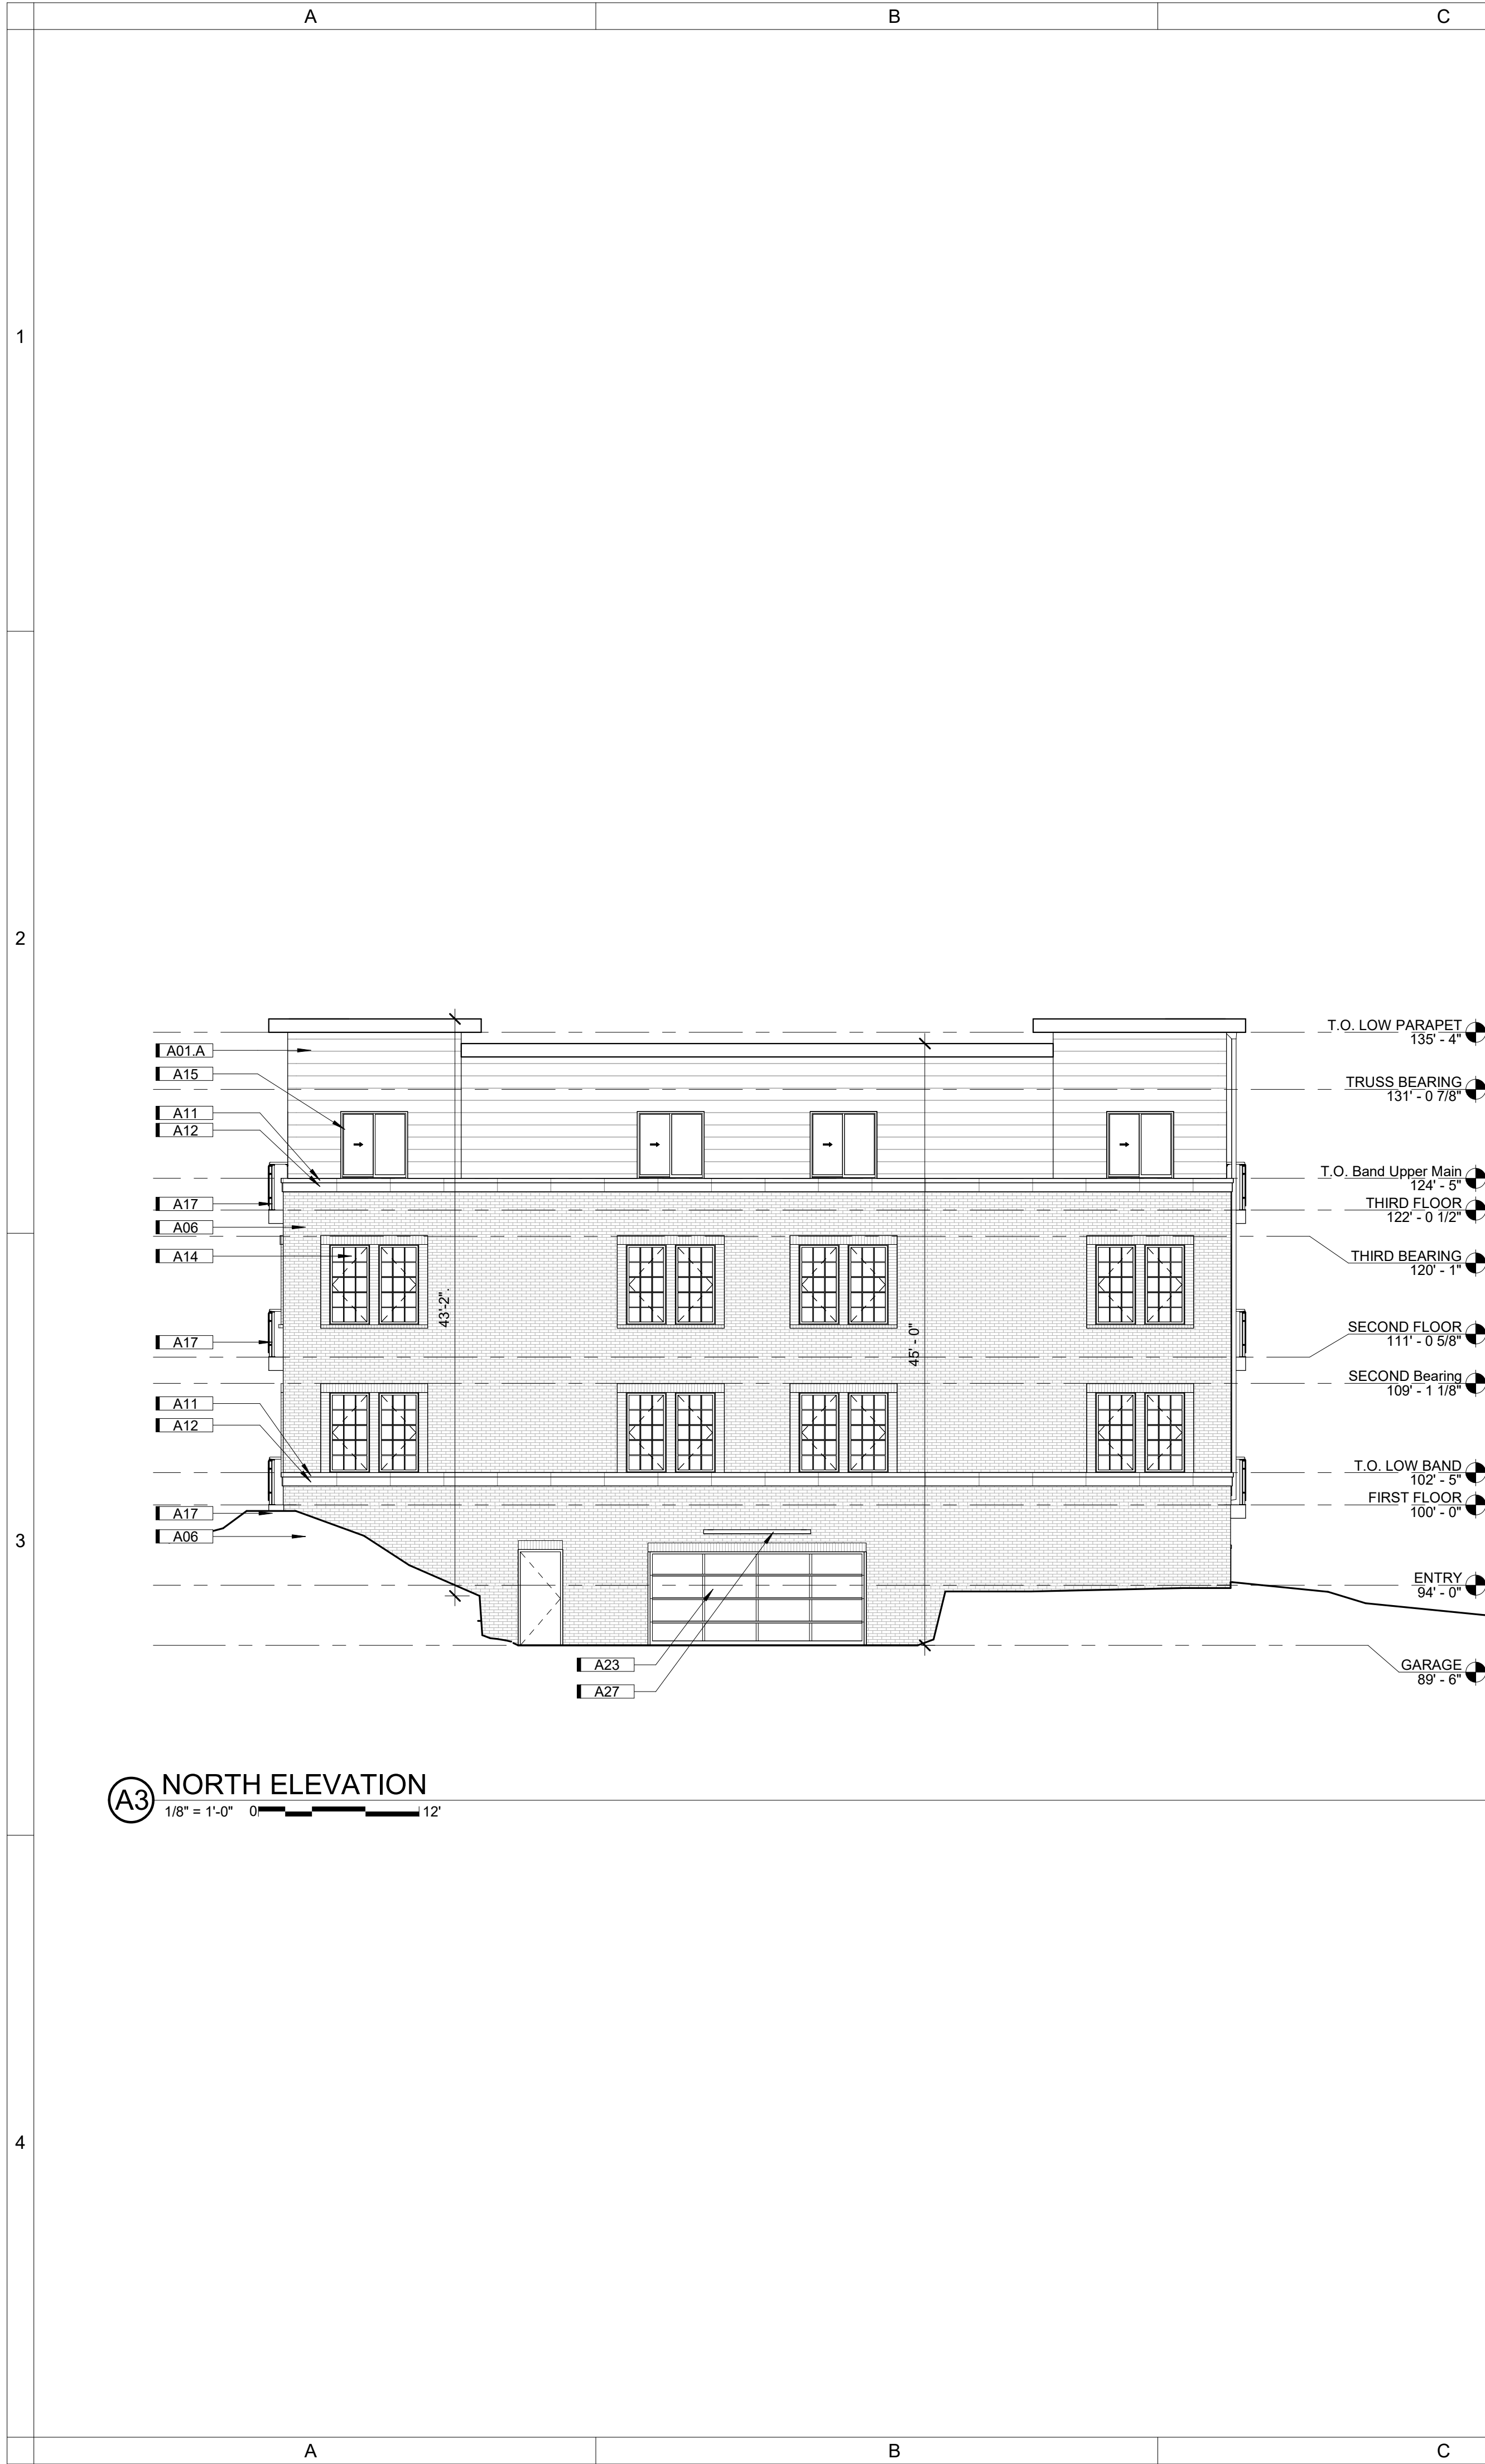 A
B
C
1
2
3
4
A01.A
A15
A11
A12
A17
A06
A14
A17
A11
A12
A17
A06
43'-2".
45' - 0"
T.O. LOW PARAPET
135' - 4"
TRUSS BEARING
131' - 0 7/8"
T.O. Band Upper Main
124' - 5"
THIRD FLOOR
122' - 0 1/2"
THIRD BEARING
120' - 1"
SECOND FLOOR
111' - 0 5/8"
SECOND Bearing
109' - 1 1/8"
T.O. LOW BAND
102' - 5"
FIRST FLOOR
100' - 0"
ENTRY
94' - 0"
GARAGE
89' - 6"
A23
A27
A3
NORTH ELEVATION
1/8" = 1'-0" 0 12'
A
B
C